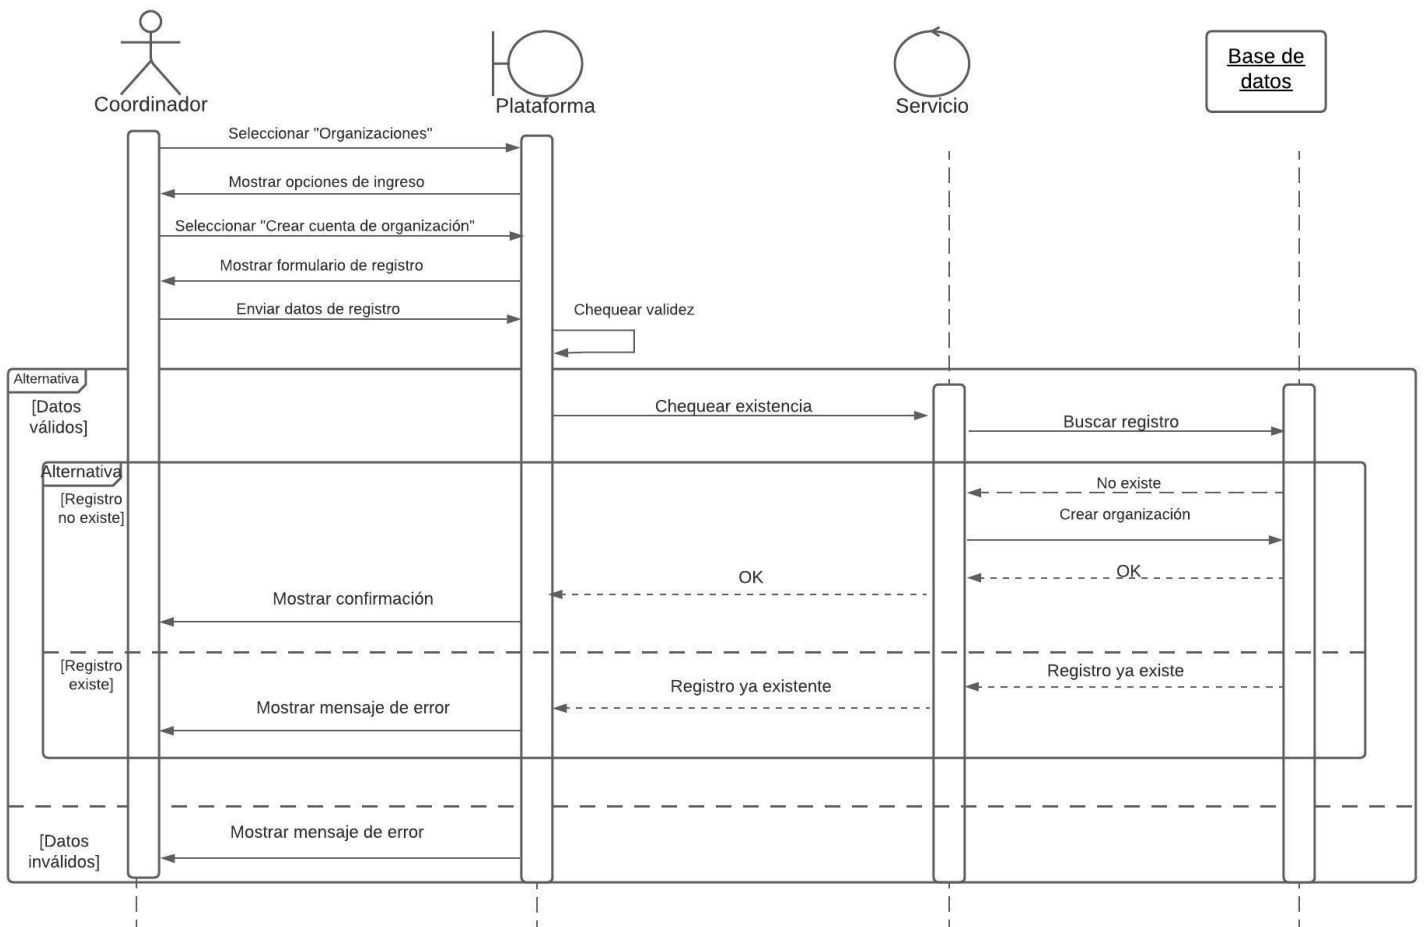 Coordinador
Plataforma
Servicio
Base de
datos
Seleccionar "Organizaciones"
Mostrar opciones de ingreso
Seleccionar "Crear cuenta de organización"
Mostrar formulario de registro
Enviar datos de registro
Chequear validez
Alternativa
[Datos
válidos]
Chequear existencia
Buscar registro
Alternativa
[Registro
no existe]
No existe
Crear organización
OK
OK
Mostrar confirmación
[Registro
existe]
Registro ya existe
Registro ya existente
Mostrar mensaje de error
[Datos
inválidos]
Mostrar mensaje de error